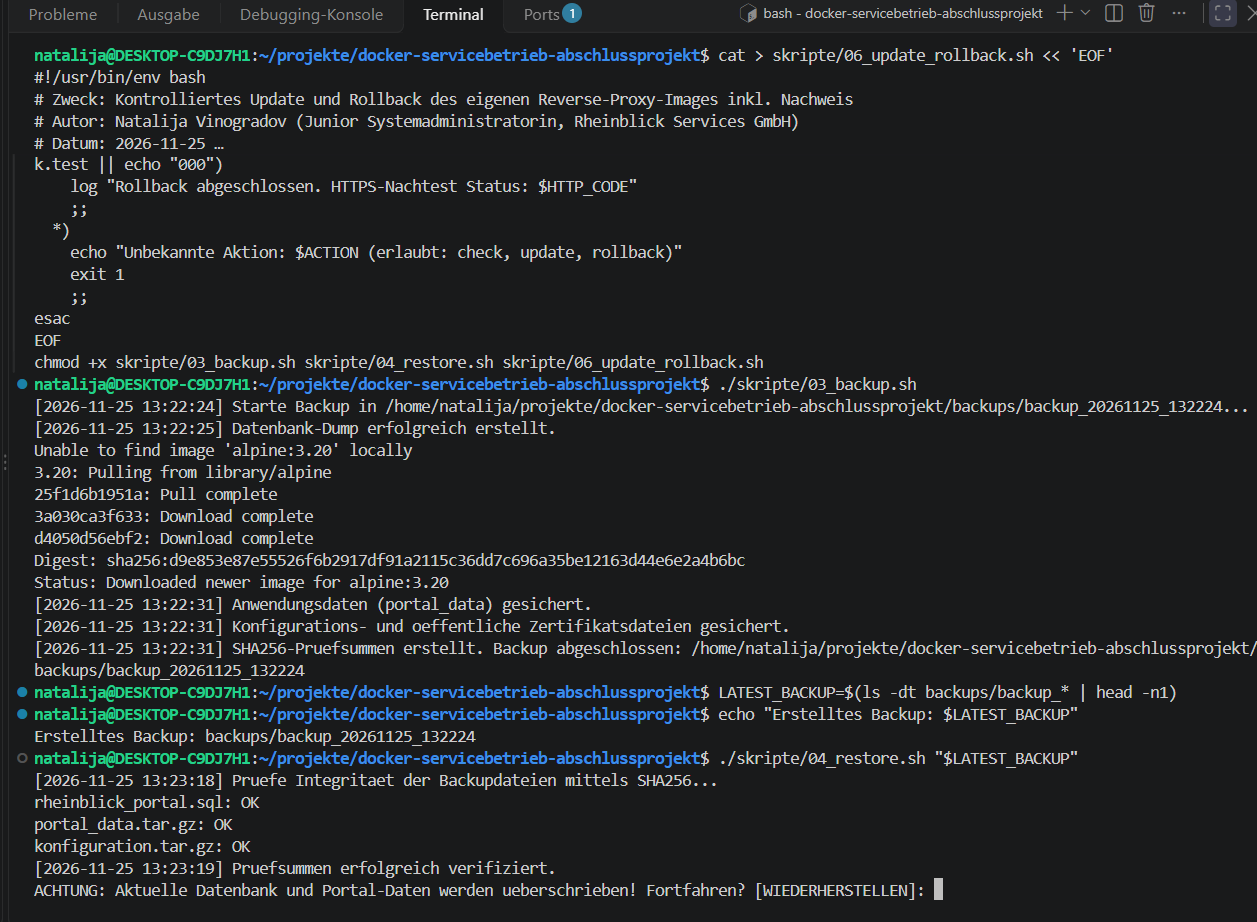 Probleme Ausgabe Debugging-Konsole Terminal Ports 1 bash - docker-servicebetrieb-abschlussprojekt
natalija@DESKTOP-C9DJ7H1:~/projekte/docker-servicebetrieb-abschlussprojekt$ cat > skripte/06_update_rollback.sh << 'EOF'
#!/usr/bin/env bash
# Zweck: Kontrolliertes Update und Rollback des eigenen Reverse-Proxy-Images inkl. Nachweis
# Autor: Natalija Vinogradov (Junior Systemadministratorin, Rheinblick Services GmbH)
# Datum: 2026-11-25 …
k.test || echo "000")
    log "Rollback abgeschlossen. HTTPS-Nachtest Status: $HTTP_CODE"
    ;;
  *)
    echo "Unbekannte Aktion: $ACTION (erlaubt: check, update, rollback)"
    exit 1
    ;;
esac
EOF
chmod +x skripte/03_backup.sh skripte/04_restore.sh skripte/06_update_rollback.sh
natalija@DESKTOP-C9DJ7H1:~/projekte/docker-servicebetrieb-abschlussprojekt$ ./skripte/03_backup.sh
[2026-11-25 13:22:24] Starte Backup in /home/natalija/projekte/docker-servicebetrieb-abschlussprojekt/backups/backup_20261125_132224...
[2026-11-25 13:22:25] Datenbank-Dump erfolgreich erstellt.
Unable to find image 'alpine:3.20' locally
3.20: Pulling from library/alpine
25f1d6b1951a: Pull complete
3a030ca3f633: Download complete
d4050d56ebf2: Download complete
Digest: sha256:d9e853e87e55526f6b2917df91a2115c36dd7c696a35be12163d44e6e2a4b6bc
Status: Downloaded newer image for alpine:3.20
[2026-11-25 13:22:31] Anwendungsdaten (portal_data) gesichert.
[2026-11-25 13:22:31] Konfigurations- und oeffentliche Zertifikatsdateien gesichert.
[2026-11-25 13:22:31] SHA256-Pruefsummen erstellt. Backup abgeschlossen: /home/natalija/projekte/docker-servicebetrieb-abschlussprojekt/
backups/backup_20261125_132224
natalija@DESKTOP-C9DJ7H1:~/projekte/docker-servicebetrieb-abschlussprojekt$ LATEST_BACKUP=$(ls -dt backups/backup_* | head -n1)
natalija@DESKTOP-C9DJ7H1:~/projekte/docker-servicebetrieb-abschlussprojekt$ echo "Erstelltes Backup: $LATEST_BACKUP"
Erstelltes Backup: backups/backup_20261125_132224
natalija@DESKTOP-C9DJ7H1:~/projekte/docker-servicebetrieb-abschlussprojekt$ ./skripte/04_restore.sh "$LATEST_BACKUP"
[2026-11-25 13:23:18] Pruefe Integritaet der Backupdateien mittels SHA256...
rheinblick_portal.sql: OK
portal_data.tar.gz: OK
konfiguration.tar.gz: OK
[2026-11-25 13:23:19] Pruefsummen erfolgreich verifiziert.
ACHTUNG: Aktuelle Datenbank und Portal-Daten werden ueberschrieben! Fortfahren? [WIEDERHERSTELLEN]: